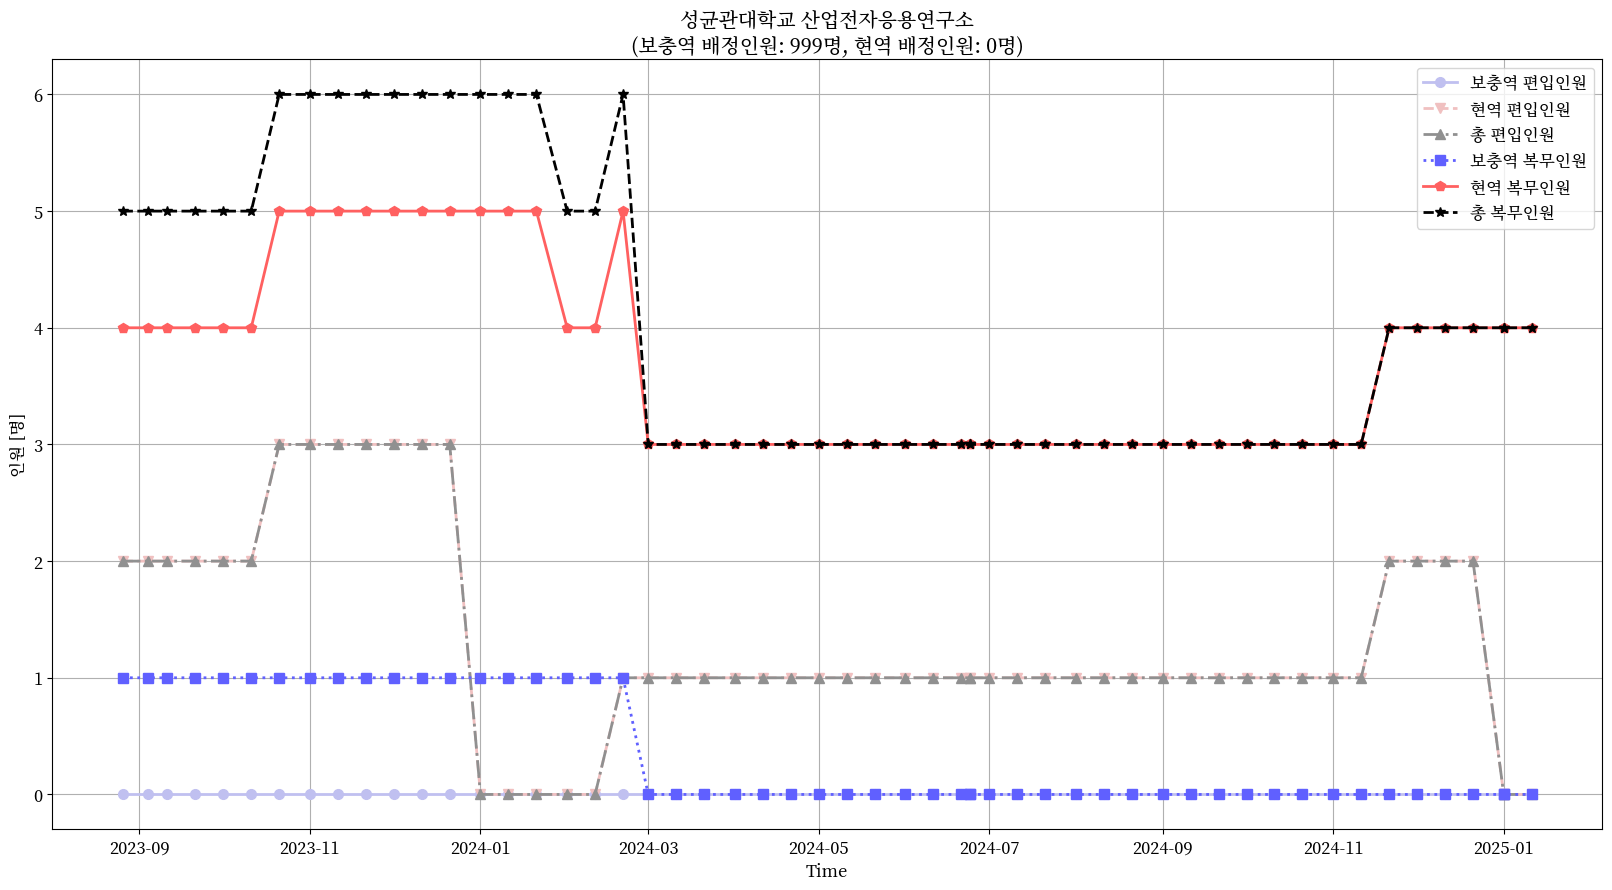 성균관대학교 산업전자응용연구소
(보충역 배정인원: 999명, 현역 배정인원: 0명)
보충역 편입인원
현역 편입인원
총 편입인원
보충역 복무인원
현역 복무인원
총 복무인원
인원 [명]
6
5
4
3
2
1
0
2023-09
2023-11
2024-01
2024-03
2024-05
2024-07
2024-09
2024-11
2025-01
Time